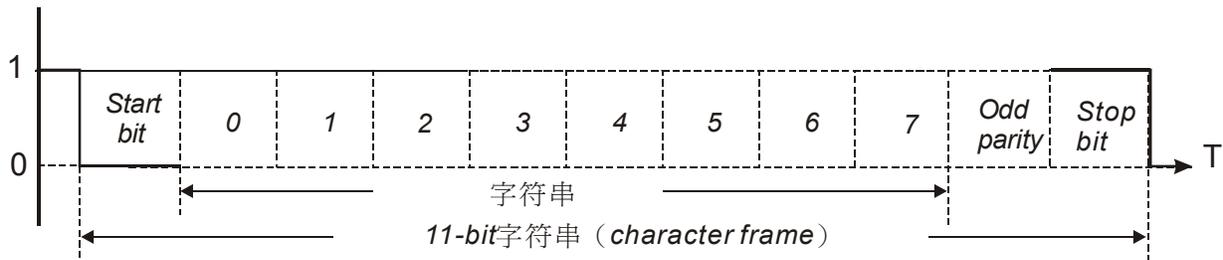 1
Start bit 0 1 2 3 4 5 6 7 Odd parity Stop bit
0 T
字符串
11-bit字符串（character frame）